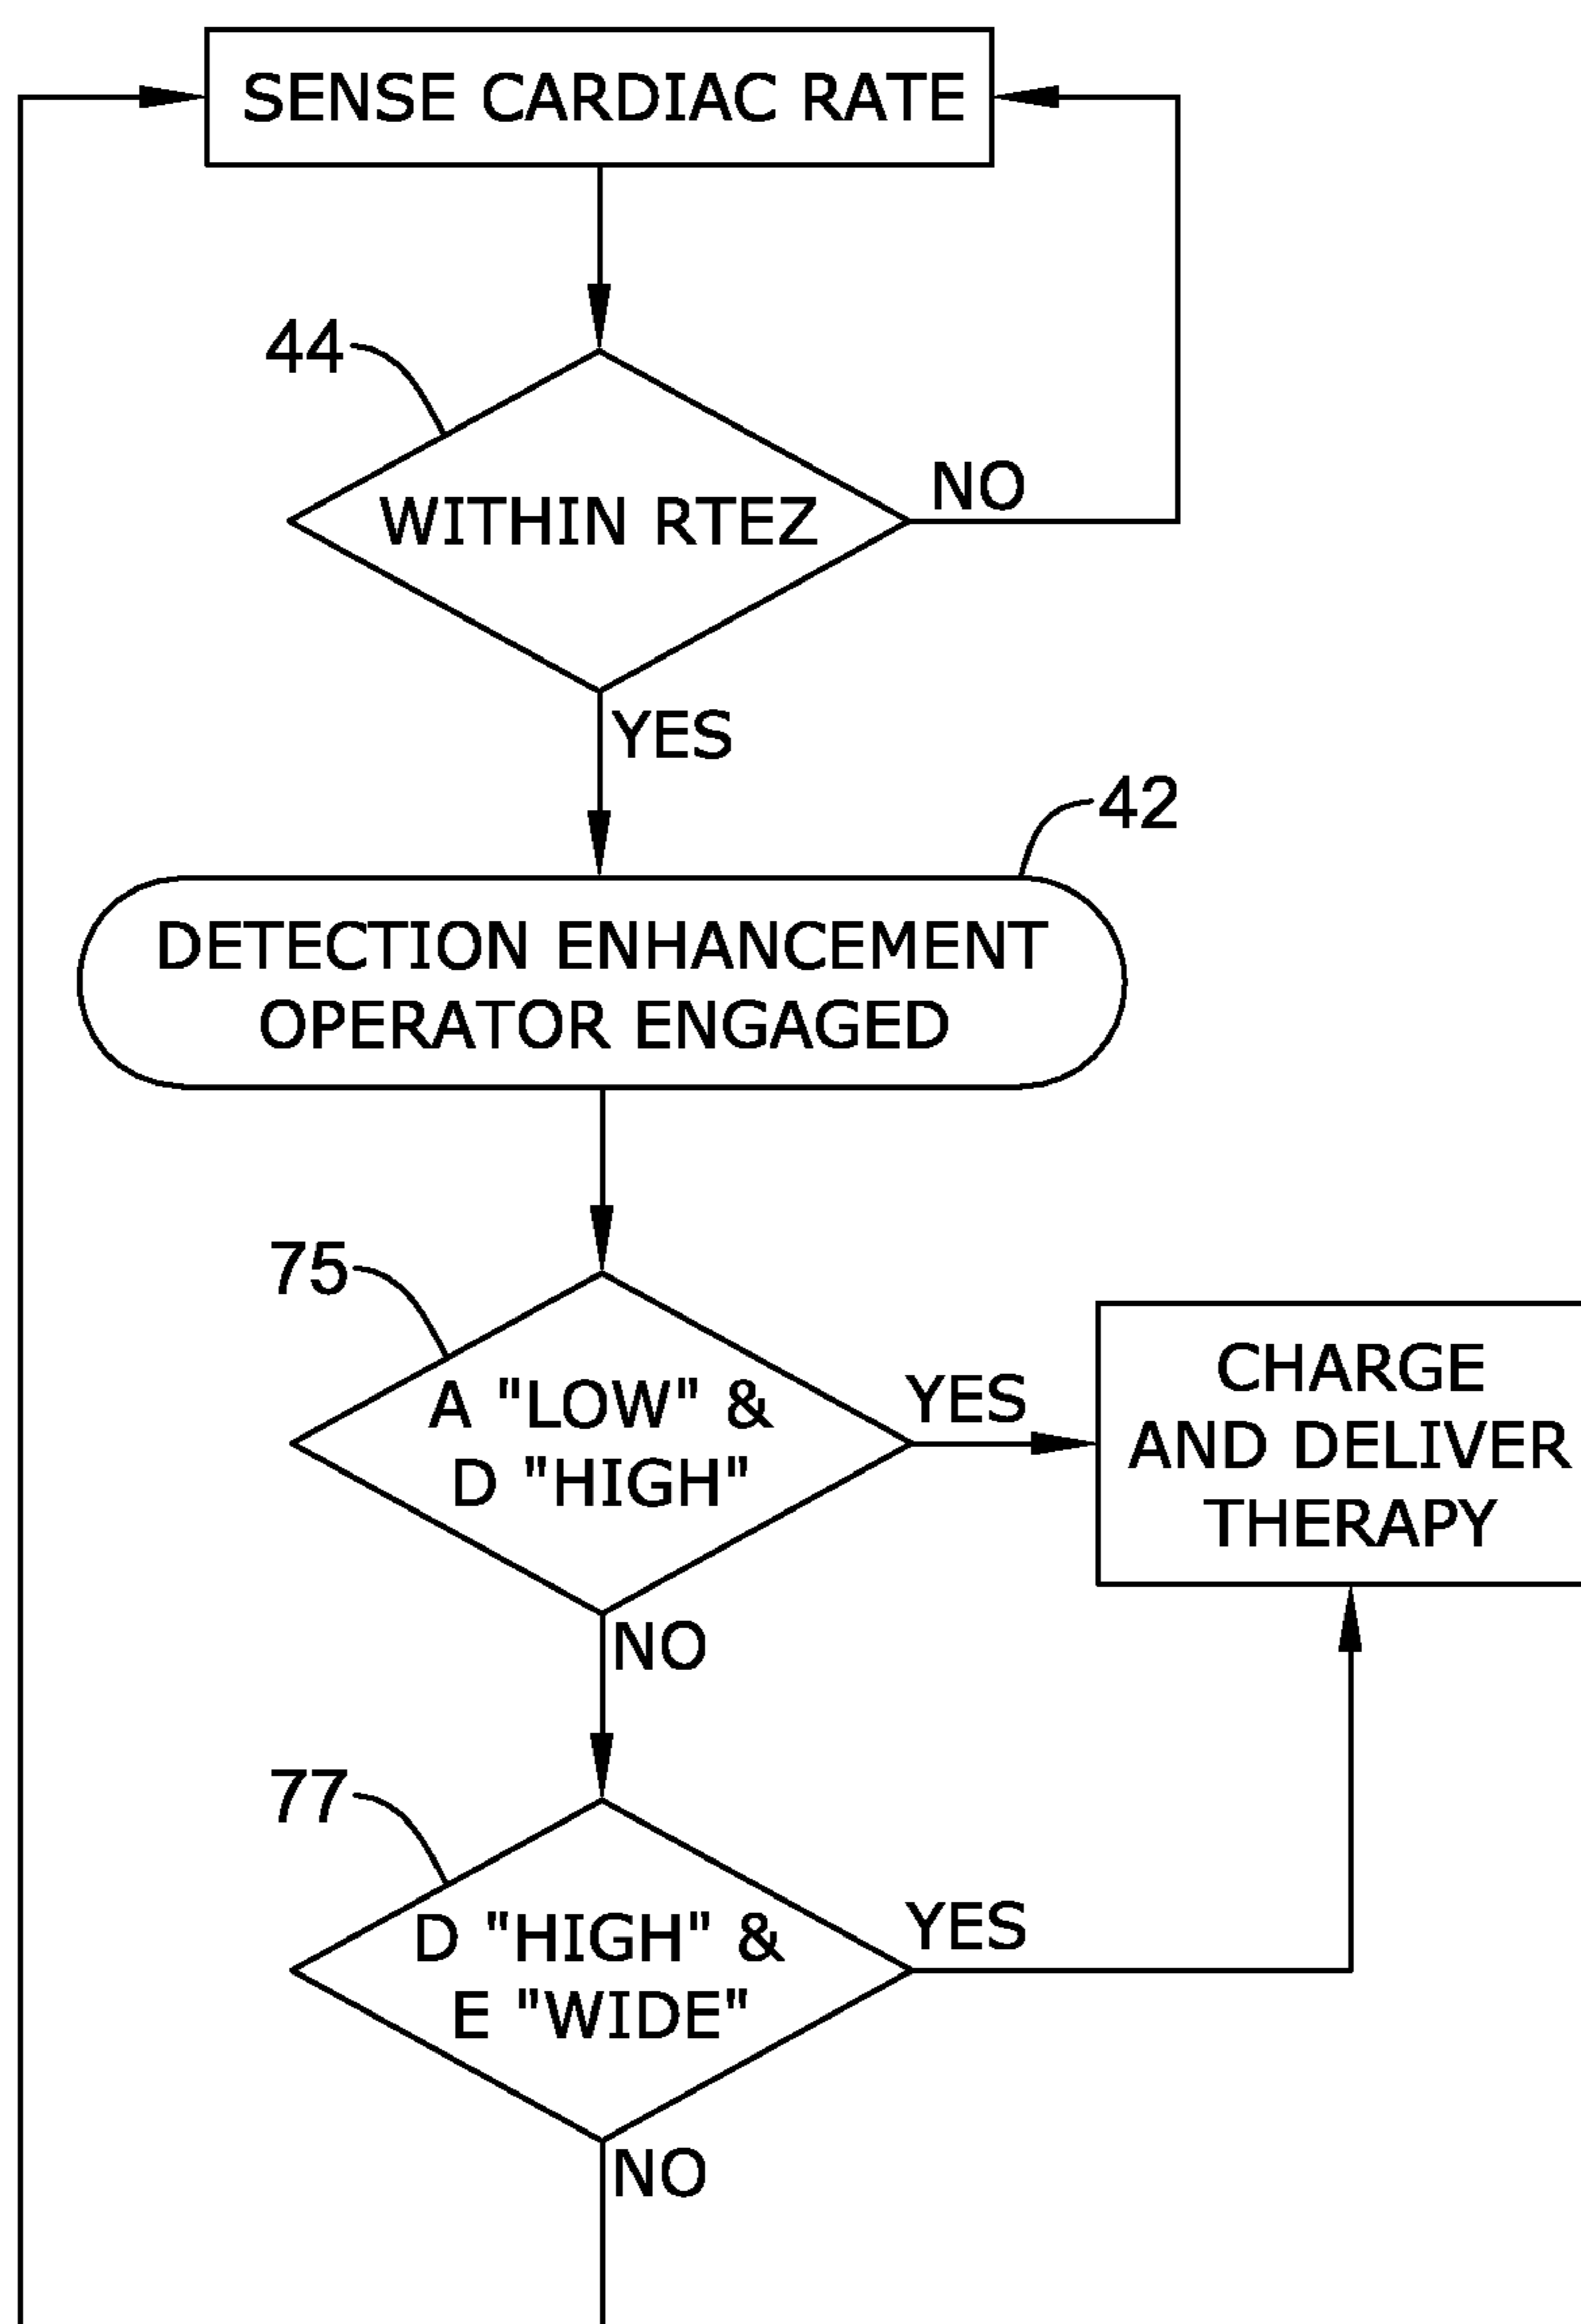 SENSE CARDIAC RATE
44
WITHIN RTEZ
NO
YES
42
DETECTION ENHANCEMENT
OPERATOR ENGAGED
75
A "LOW" &
D "HIGH"
YES
CHARGE
AND DELIVER
THERAPY
NO
77
D "HIGH" &
E "WIDE"
YES
NO